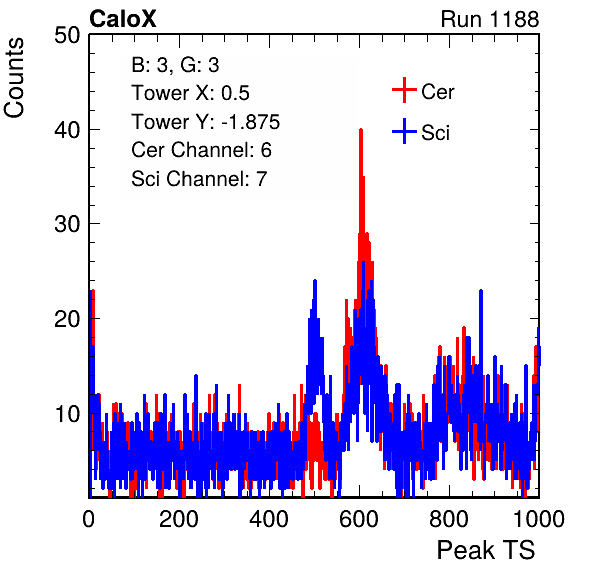 CaloX
Run 1188
Counts
50
40
30
20
10
B: 3, G: 3
Tower X: 0.5
Tower Y: -1.875
Cer Channel: 6
Sci Channel: 7
Cer
Sci
0 200 400 600 800 1000
Peak TS